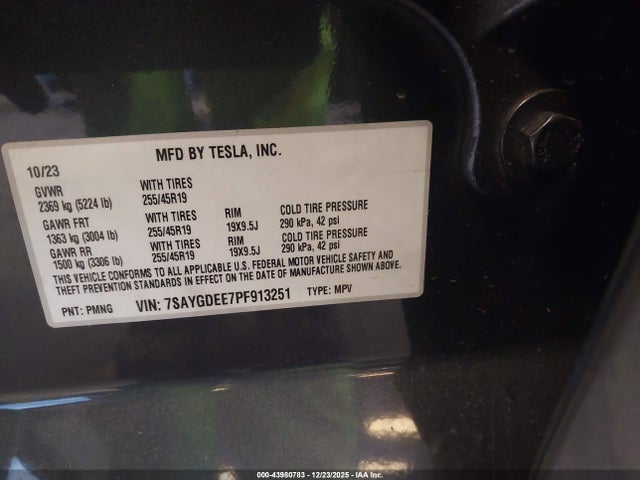 MFD BY TESLA, INC.
10/23
GVWR WITH TIRES
2369 kg (5224 lb) 255/45R19
GAWR FRT WITH TIRES RIM COLD TIRE PRESSURE
1363 kg (3004 lb) 255/45R19 19X9.5J 290 kPa, 42 psi
GAWR RR WITH TIRES RIM COLD TIRE PRESSURE
1500 kg (3306 lb) 255/45R19 19X9.5J 290 kPa, 42 psi
THIS VEHICLE CONFORMS TO ALL APPLICABLE U.S. FEDERAL MOTOR VEHICLE SAFETY AND
THEFT PREVENTION STANDARDS IN EFFECT ON THE DATE OF MANUFACTURE SHOWN ABOVE.
PNT: PMNG VIN: 7SAYGDEE7PF913251 TYPE: MPV
000-43980783 - 12/23/2025 - IAA Inc.